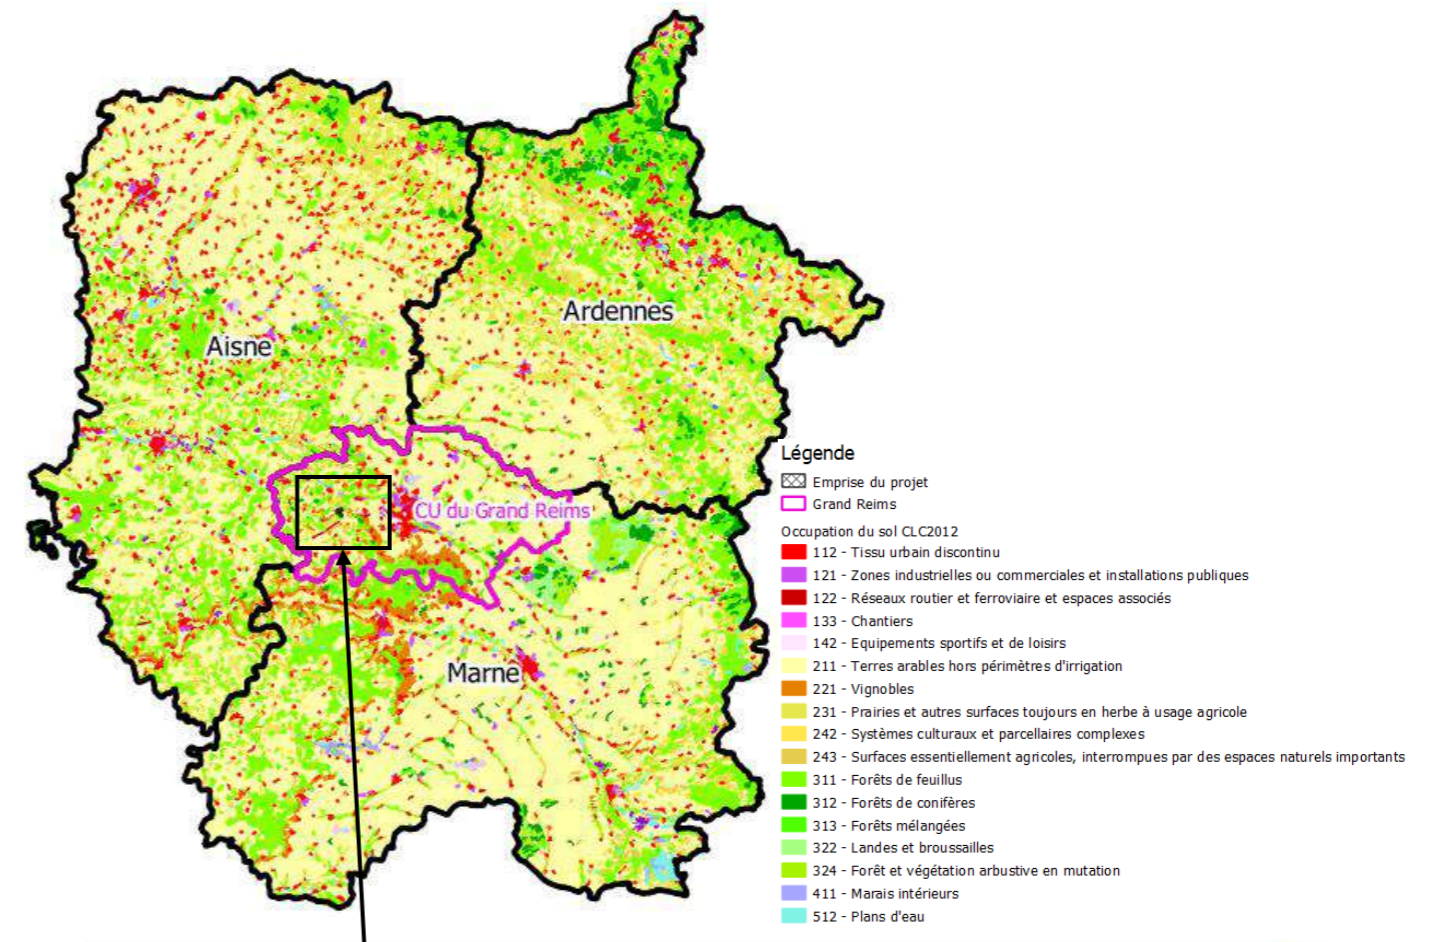 Ardennes
Aisne
CU du Grand Reims
Marne
Légende
Emprise du projet
Grand Reims
Occupation du sol CLC2012
112 - Tissu urbain discontinu
121 - Zones industrielles ou commerciales et installations publiques
122 - Réseaux routier et ferroviaire et espaces associés
133 - Chantiers
142 - Equipements sportifs et de loisirs
211 - Terres arables hors périmètres d'irrigation
221 - Vignobles
231 - Prairies et autres surfaces toujours en herbe à usage agricole
242 - Systèmes culturaux et parcellaires complexes
243 - Surfaces essentiellement agricoles, interrompues par des espaces naturels importants
311 - Forêts de feuillus
312 - Forêts de conifères
313 - Forêts mélangées
322 - Landes et broussailles
324 - Forêt et végétation arbustive en mutation
411 - Marais intérieurs
512 - Plans d'eau